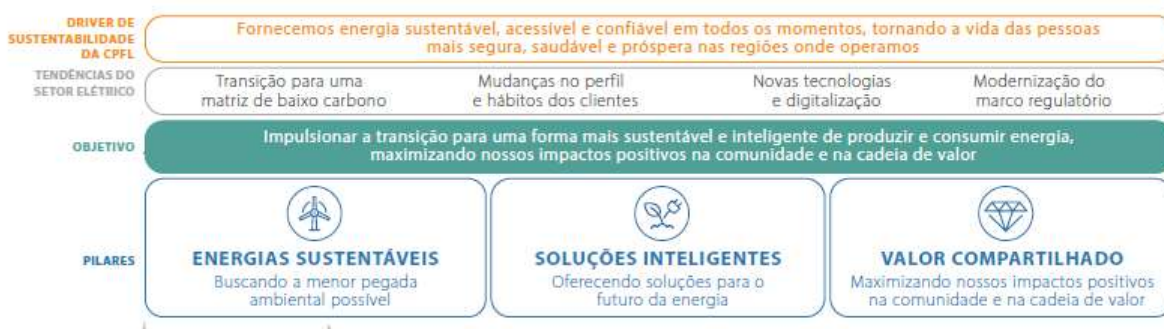 DRIVER DE
SUSTENTABILIDADE
DA CPFL
Fornecemos energia sustentável, acessível e confiável em todos os momentos, tornando a vida das pessoas
mais segura, saudável e próspera nas regiões onde operamos
TENDÊNCIAS DO
SETOR ELÉTRICO
Transição para uma
matriz de baixo carbono
Mudanças no perfil
e hábitos dos clientes
Novas tecnologias
e digitalização
Modernização do
marco regulatório
OBJETIVO
Impulsionar a transição para uma forma mais sustentável e inteligente de produzir e consumir energia,
maximizando nossos impactos positivos na comunidade e na cadeia de valor
PILARES
ENERGIAS SUSTENTÁVEIS
Buscando a menor pegada
ambiental possível
SOLUÇÕES INTELIGENTES
Oferecendo soluções para o
futuro da energia
VALOR COMPARTILHADO
Maximizando nossos impactos positivos
na comunidade e na cadeia de valor